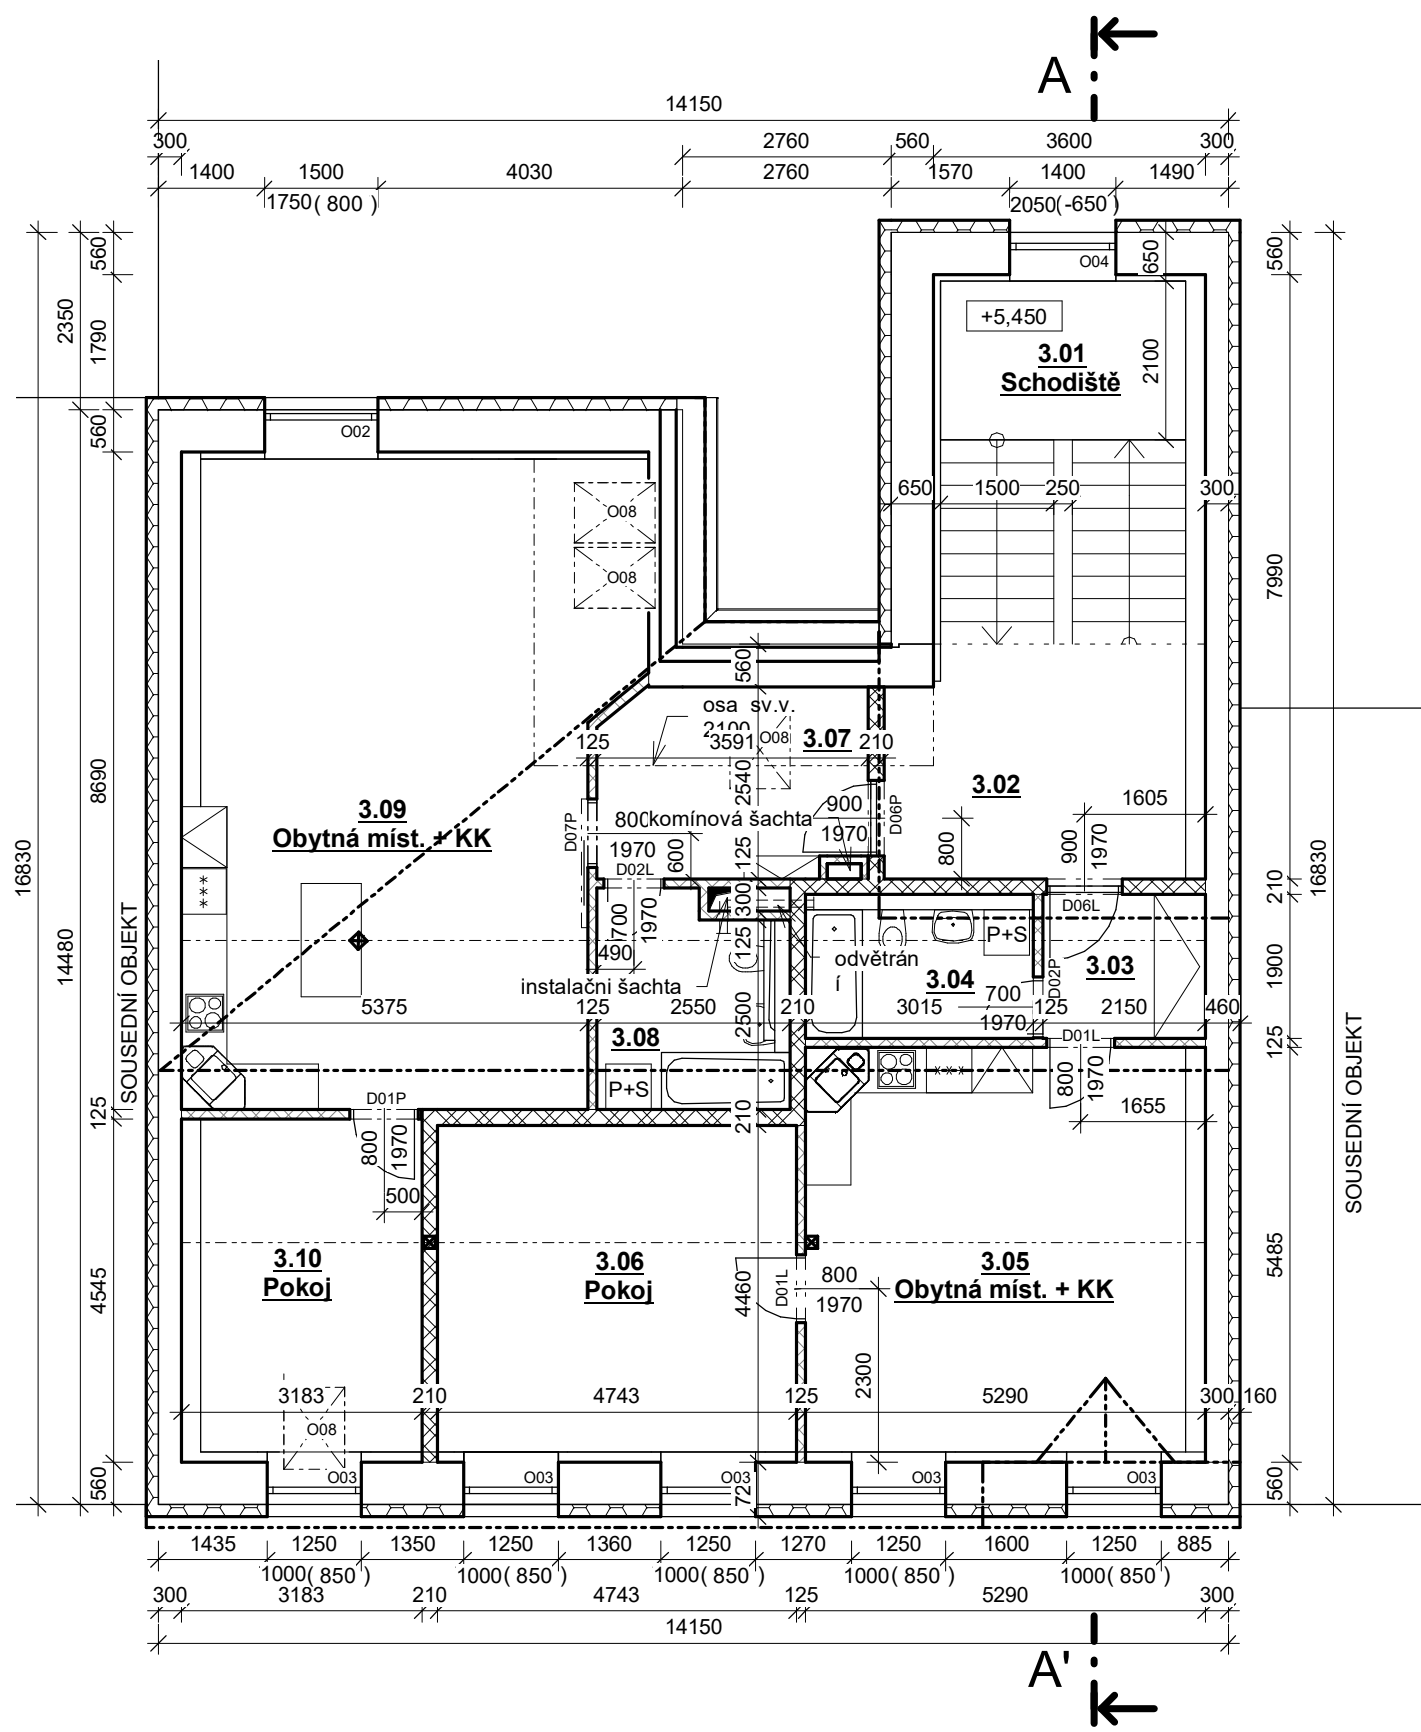 A
14150
300
2760
560
3600
300
1400
1500
4030
2760
1570
1400
1490
1750( 800 )
2050(-650 )
560
2350
1790
560
8690
16830
14480
SOUSEDNÍ OBJEKT
125
4545
560
O02
O04
650
560
+5,450
3.01
Schodiště
2100
O08
O08
650
1500
250
300
7990
560
osa sv.v.
2100
O08
125
3591
3.07
210
2540
3.02
3.09
Obytná míst. + KK
D07P
800
1970
komínová šachta
900
1970
D06P
800
900
1970
1605
16830
600
125
D02L
210
300
D06L
***
700
1970
490
125
P+S
odvětrán
í
3.04
3.03
D02P
1900
instalačni šachta
700
1970
5375
125
2550
2500
210
3015
125
2150
460
3.08
D01L
125
P+S
***
800
1970
SOUSEDNÍ OBJEKT
D01P
210
1655
800
1970
500
3.10
Pokoj
3.06
Pokoj
3.05
Obytná míst. + KK
5485
4460
D01L
800
1970
2300
3183
210
4743
125
5290
300
160
O08
O03
O03
O03
O03
O03
723
560
1435
1250
1350
1250
1360
1250
1270
1250
1600
1250
885
1000( 850 )
1000( 850 )
1000( 850 )
1000( 850 )
1000( 850 )
300
3183
210
4743
125
5290
300
14150
A'